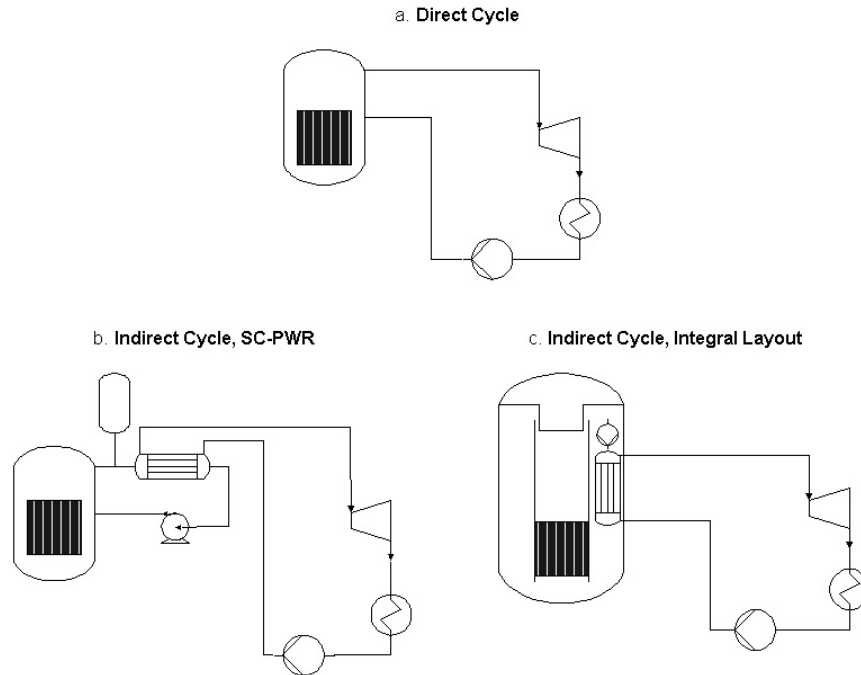 a. Direct Cycle
b. Indirect Cycle, SC-PWR
c. Indirect Cycle, Integral Layout